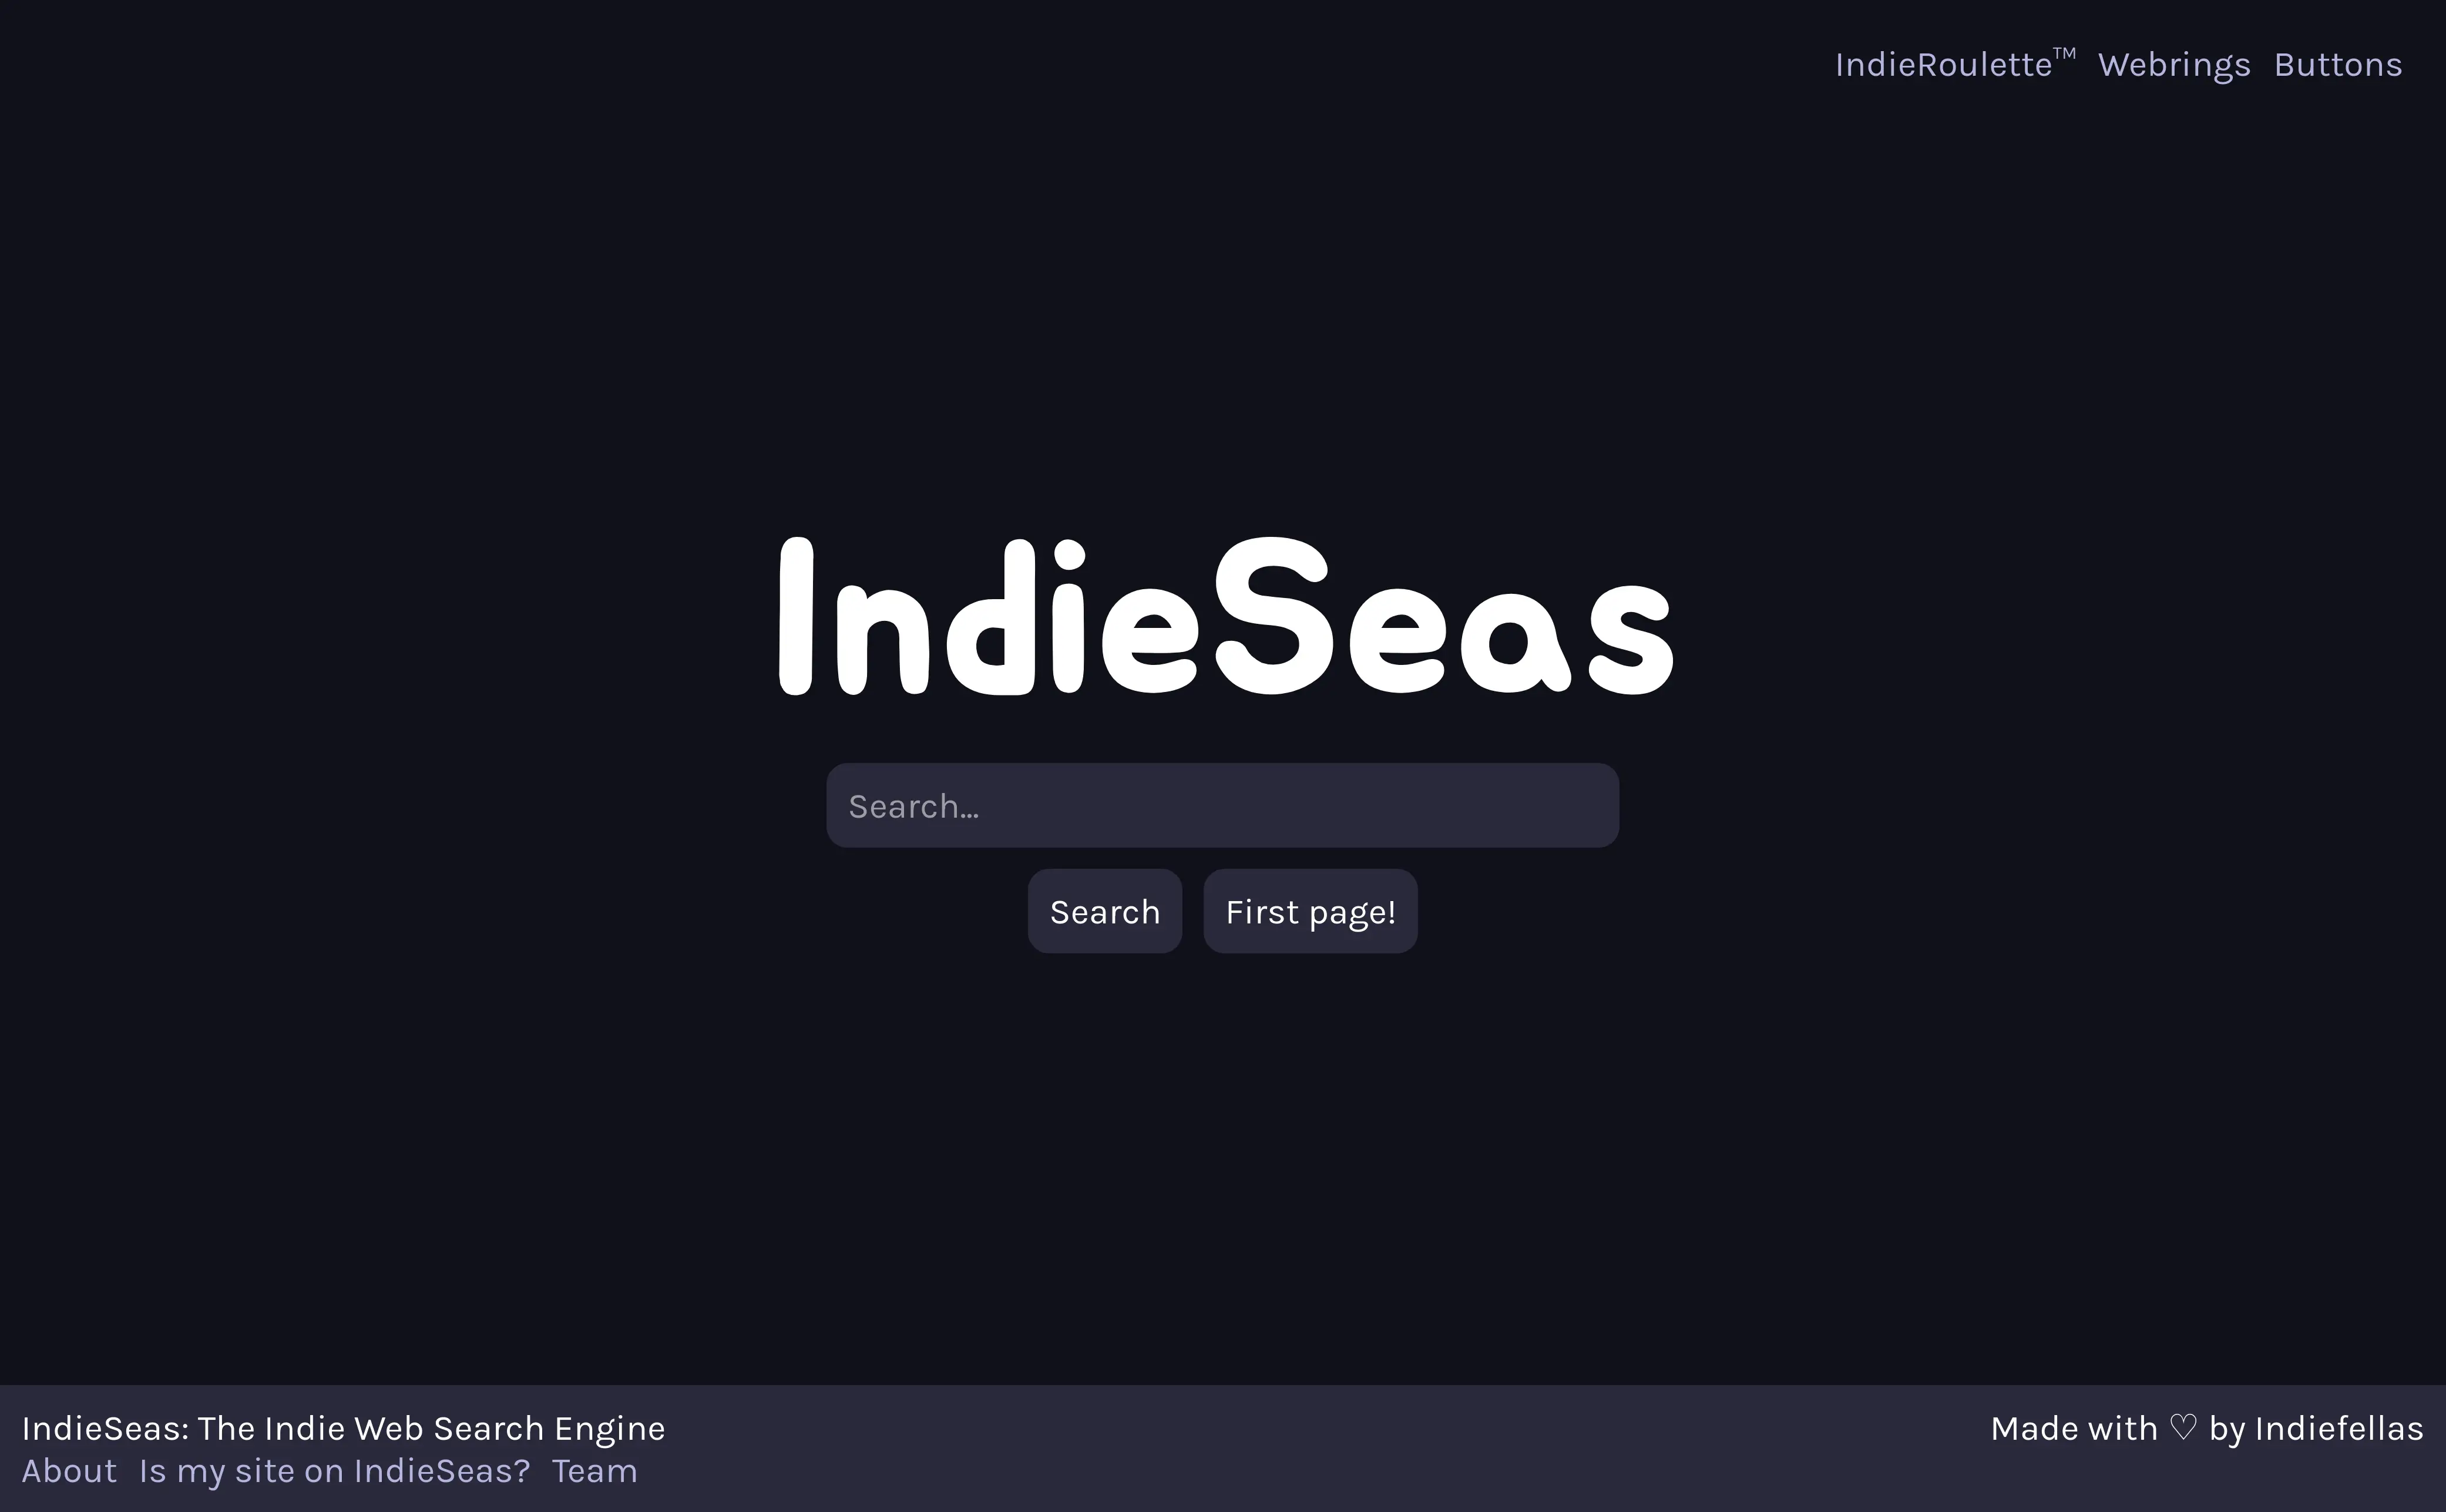 IndieRoulette™ Webrings Buttons
IndieSeas
Search...
Search First page!
IndieSeas: The Indie Web Search Engine
About Is my site on IndieSeas? Team
Made with ♡ by Indiefellas